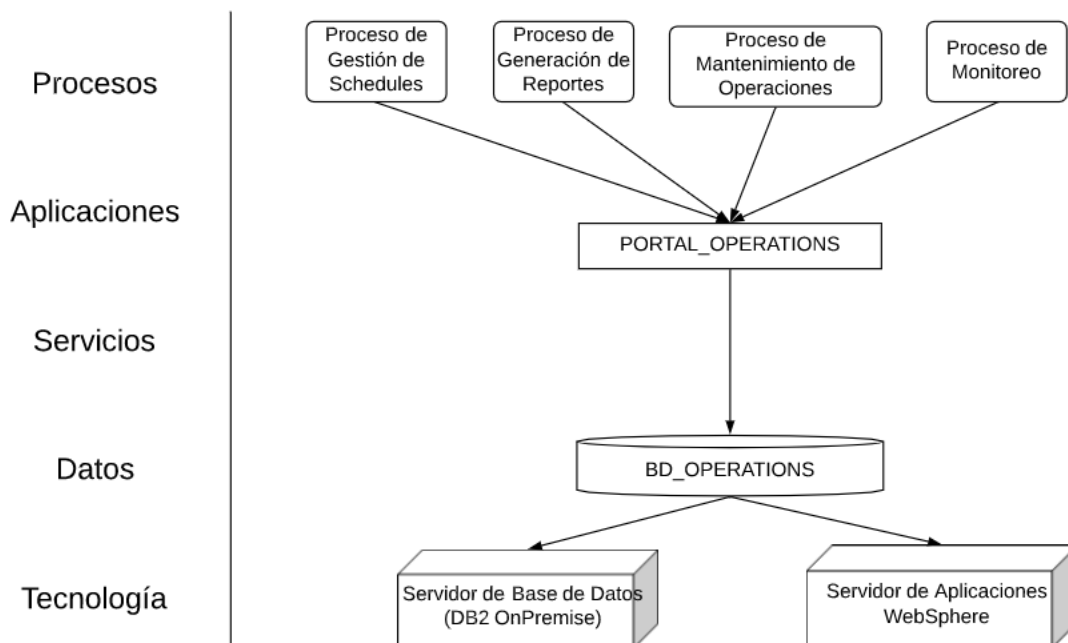 Procesos
Proceso de
Gestión de
Schedules
Proceso de
Generación de
Reportes
Proceso de
Mantenimiento de
Operaciones
Proceso de
Monitoreo
Aplicaciones
PORTAL_OPERATIONS
Servicios
Datos
BD_OPERATIONS
Tecnología
Servidor de Base de Datos
(DB2 OnPremise)
Servidor de Aplicaciones
WebSphere